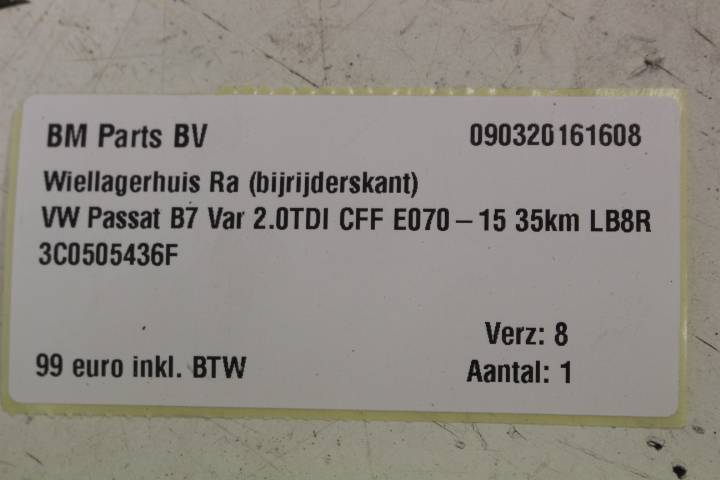 BM Parts BV 090320161608
Wiellagerhuis Ra (bijrijderskant)
VW Passat B7 Var 2.0TDI CFF E070 – 15 35km LB8R
3C0505436F
Verz: 8
99 euro inkl. BTW Aantal: 1